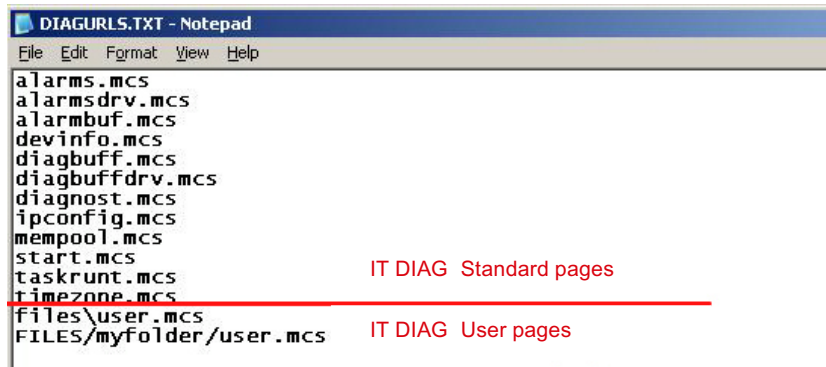 DIAGURLS.TXT - Notepad
File Edit Format View Help
alarms.mcs
alarmsdrv.mcs
alarmbuf.mcs
devinfo.mcs
diagbuff.mcs
diagbuffdrv.mcs
diagnost.mcs
ipconfig.mcs
mempool.mcs
start.mcs
taskrunt.mcs
IT DIAG Standard pages
timezone.mcs
files\user.mcs
FILES/myfolder/user.mcs
IT DIAG User pages